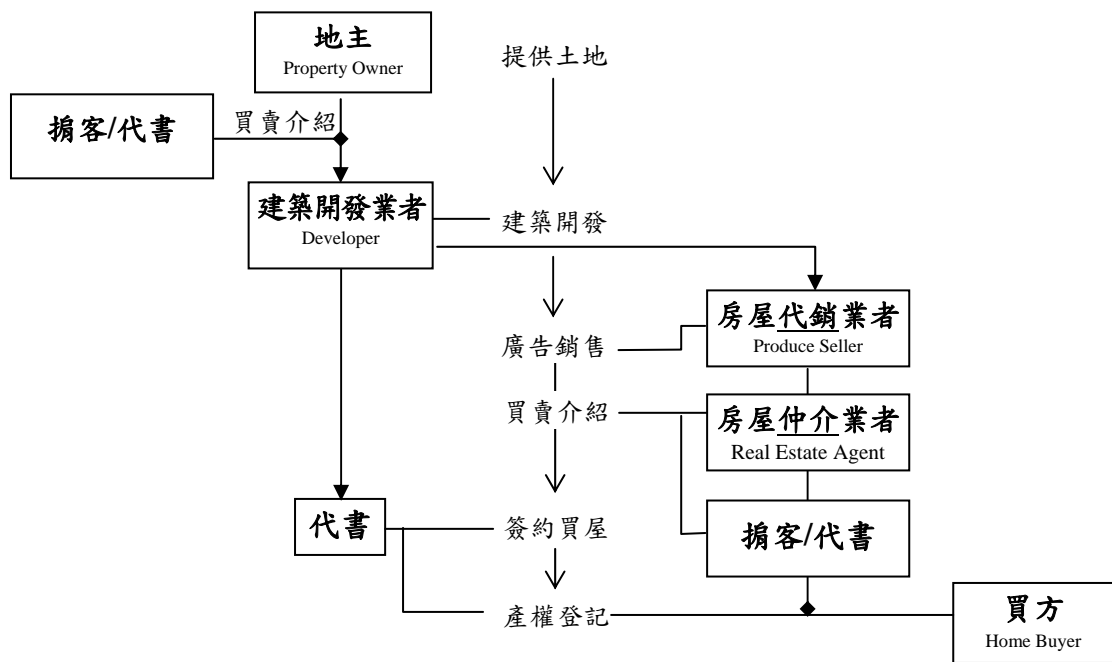 地主
Property Owner
提供土地
掮客/代書
買賣介紹
建築開發業者
Developer
建築開發
房屋代銷業者
Produce Seller
廣告銷售
買賣介紹
房屋仲介業者
Real Estate Agent
代書
簽約買屋
掮客/代書
產權登記
買方
Home Buyer